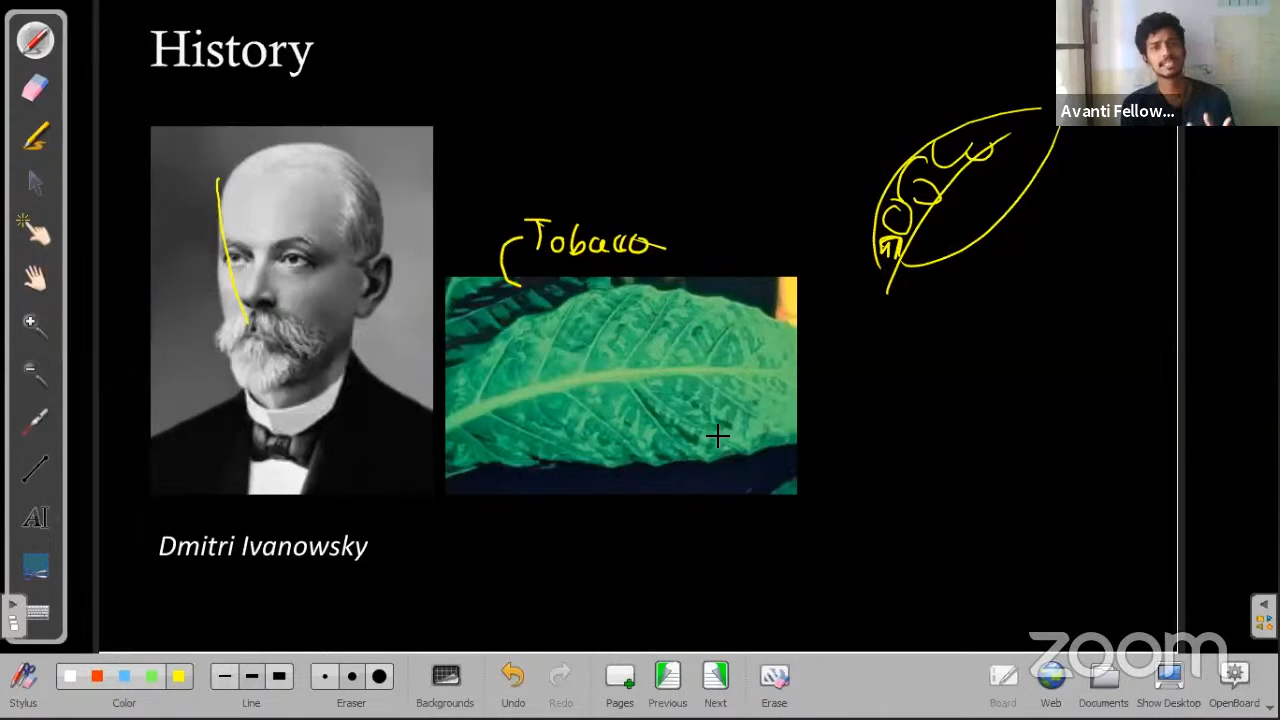 History
Avanti Fellow...
Tobacco
Dmitri Ivanowsky
zoom
Stylus
Color
Line
Eraser
Backgrounds
Undo
Redo
Pages
Previous
Next
Erase
Board
Web
Documents
Show Desktop
OpenBoard
AI